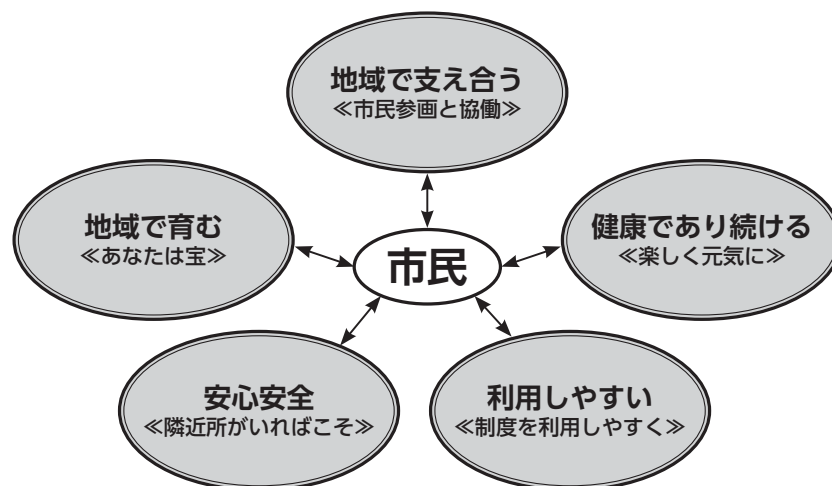 地域で支え合う
≪市民参画と協働≫
地域で育む
≪あなたは宝≫
健康であり続ける
≪楽しく元気に≫
市民
安心安全
≪隣近所がいればこそ≫
利用しやすい
≪制度を利用しやすく≫